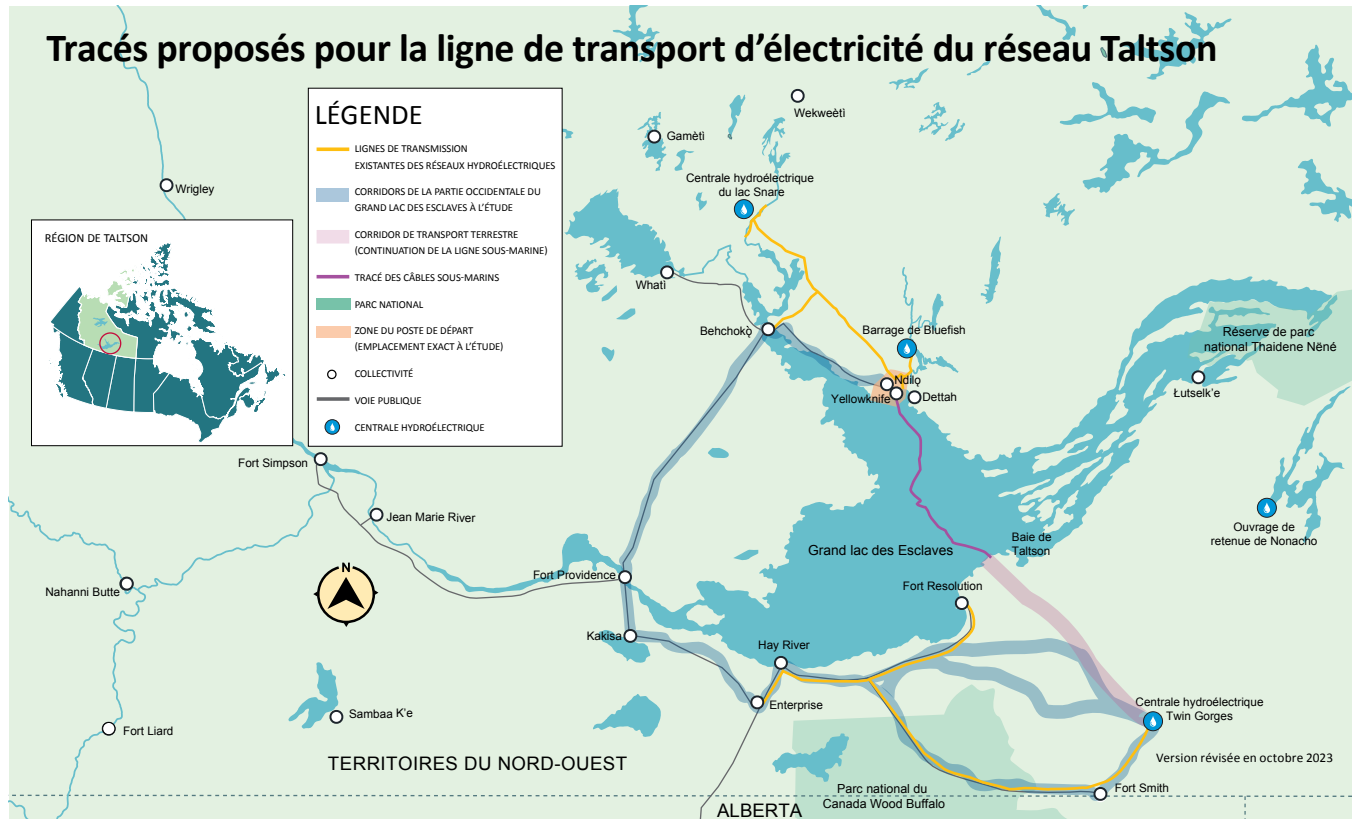 Tracés proposés pour la ligne de transport d'électricité du réseau Taltson
LÉGENDE
LIGNES DE TRANSMISSION
EXISTANTES DES RÉSEAUX HYDROÉLECTRIQUES
CORRIDORS DE LA PARTIE OCCIDENTALE DU
GRAND LAC DES ESCLAVES À L'ÉTUDE
CORRIDOR DE TRANSPORT TERRESTRE
(CONTINUATION DE LA LIGNE SOUS-MARINE)
TRACÉ DES CÂBLES SOUS-MARINS
PARC NATIONAL
ZONE DU POSTE DE DÉPART
(EMPLACEMENT EXACT À L'ÉTUDE)
COLLECTIVITÉ
VOIE PUBLIQUE
CENTRALE HYDROÉLECTRIQUE
RÉGION DE TALTSON
Wekweètì
Gamètì
Wrigley
Centrale hydroélectrique
du lac Snare
Whatì
Behchokǫ̀
Barrage de Bluefish
Réserve de parc
national Thaidene Nëné
Ndilǫ
Yellowknife
Dettah
Łutselk'e
Fort Simpson
Jean Marie River
Ouvrage de
retenue de Nonacho
Baie de
Taltson
Grand lac des Esclaves
Fort Providence
Nahanni Butte
N
Fort Resolution
Kakisa
Hay River
Enterprise
Centrale hydroélectrique
Twin Gorges
Sambaa K'e
Fort Liard
TERRITOIRES DU NORD-OUEST
Version révisée en octobre 2023
Parc national du
Canada Wood Buffalo
Fort Smith
ALBERTA